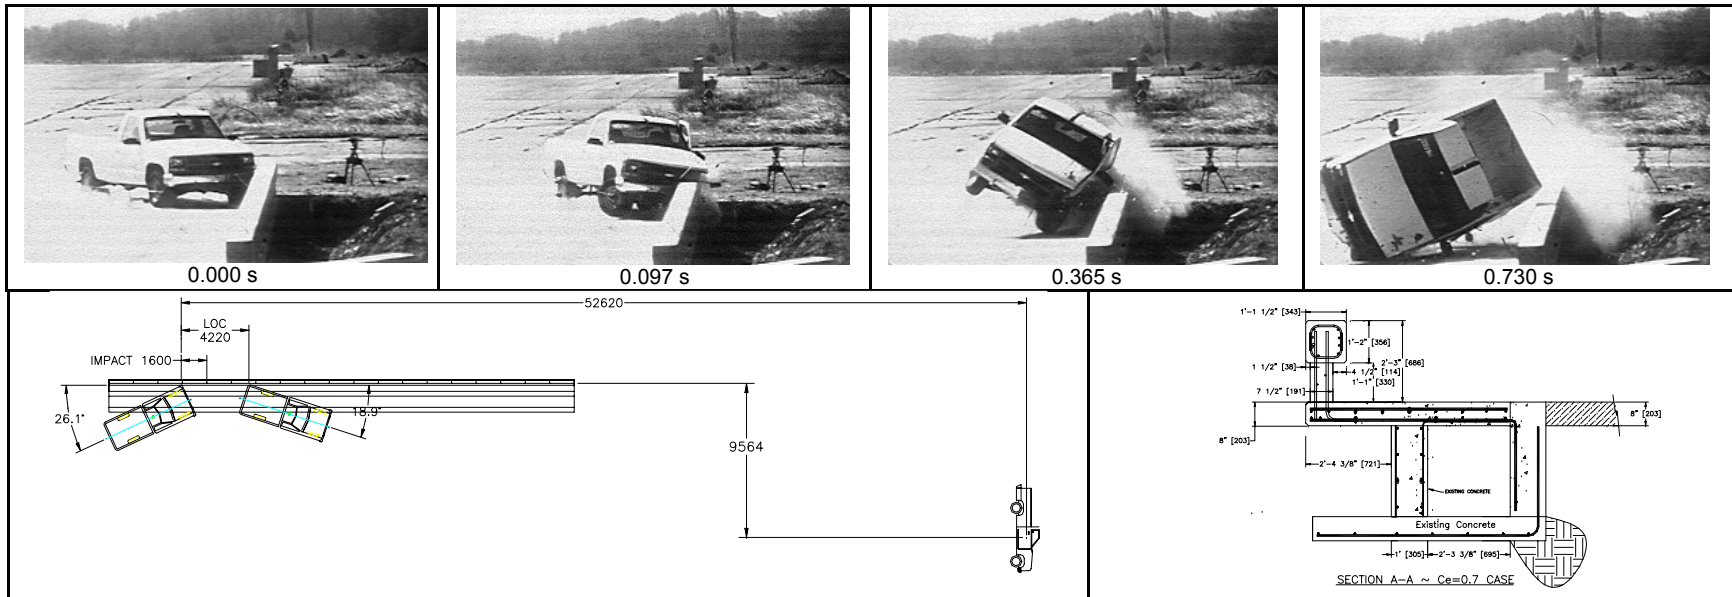 0.000 s
0.097 s
0.365 s
0.730 s
52620
LOC
4220
IMPACT 1600
26.1°
18.9°
9564
1'-1 1/2" [343]
1'-2" [356]
2'-3" [686]
1 1/2" [38]
4 1/2" [114]
1'-1" [330]
7 1/2" [191]
8" [203]
8" [203]
2'-4 3/8" [721]
EXISTING CONCRETE
Existing Concrete
1' [305]
2'-3 3/8" [695]
SECTION A-A ~ Ce=0.7 CASE